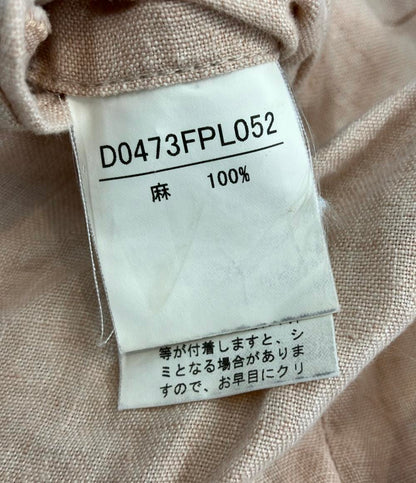 D0473FPL052
麻 100%
等が付着しますと、シ
ミとなる場合がありま
すので、お早目にクリ